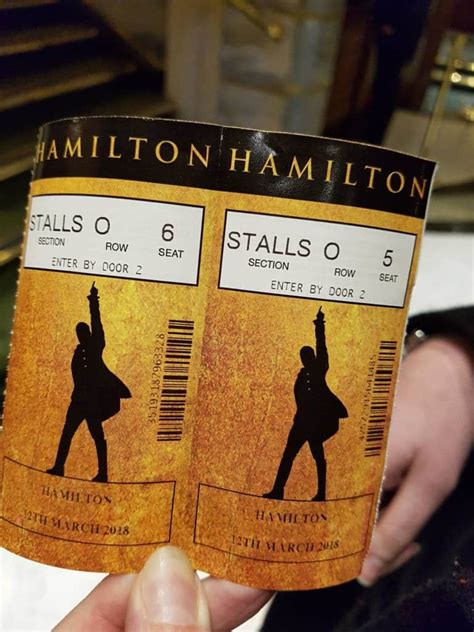 HAMILTON
STALLS O 6
SECTION ROW SEAT
ENTER BY DOOR 2
HAMILTON
12TH MARCH 2018
HAMILTON
STALLS O 5
SECTION ROW SEAT
ENTER BY DOOR 2
HAMILTON
12TH MARCH 2018